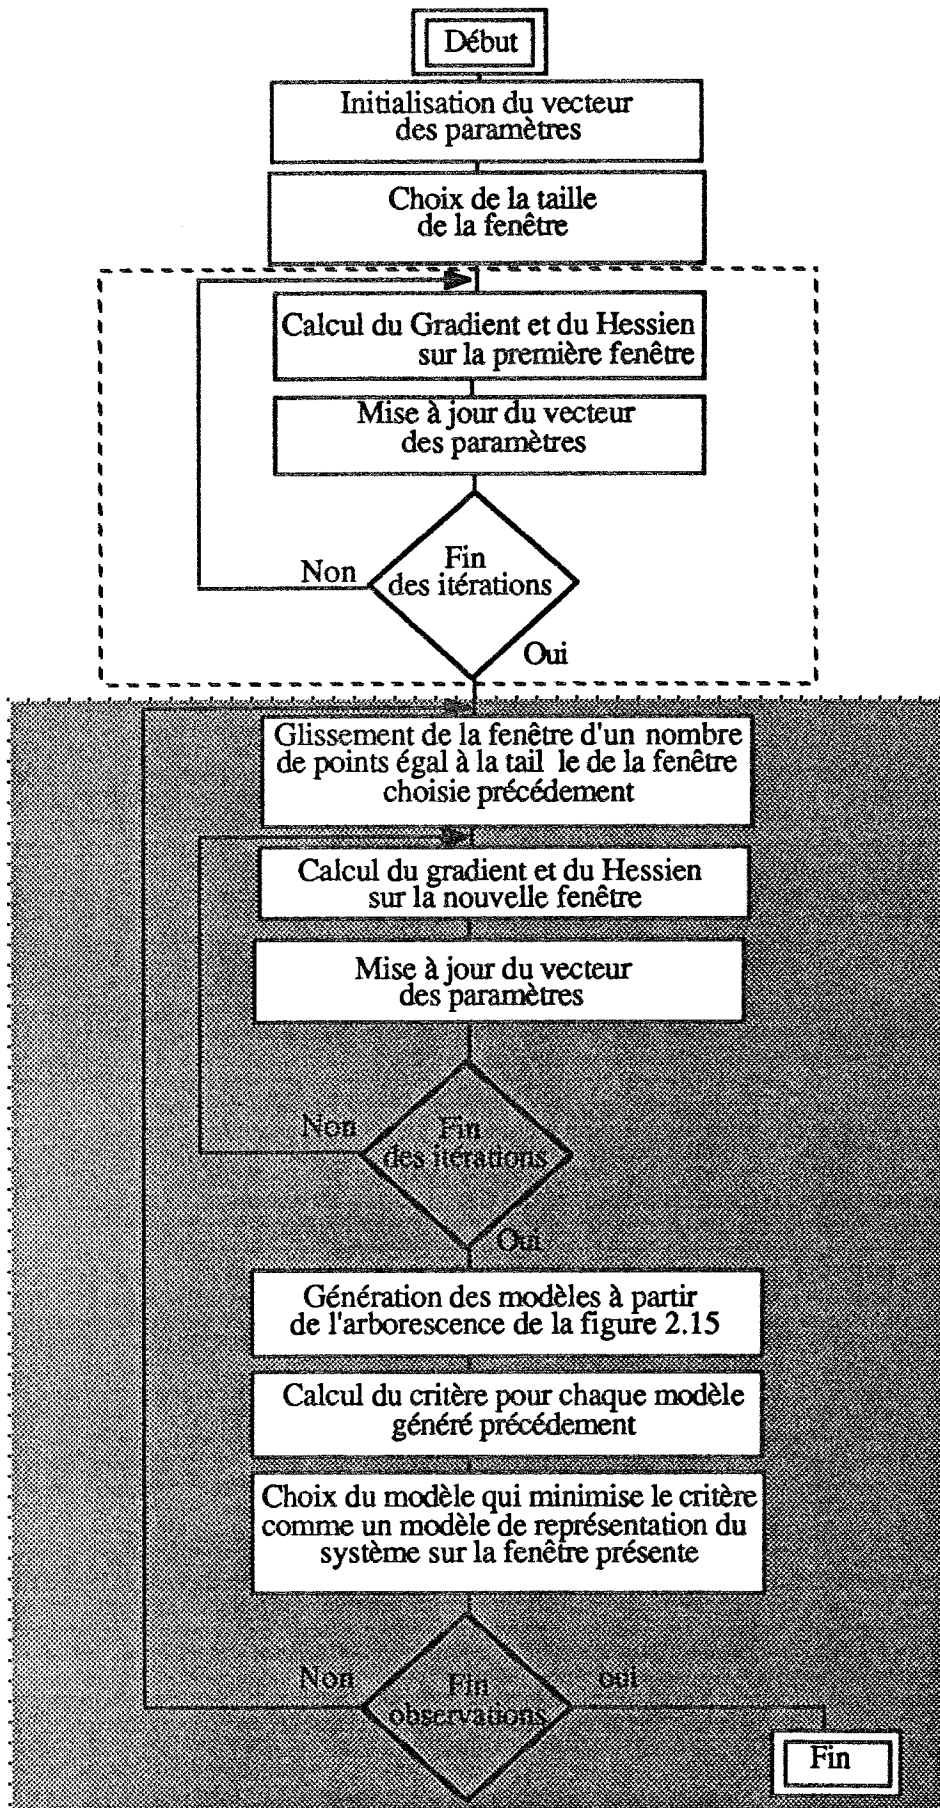 Début
Initialisation du vecteur
des paramètres
Choix de la taille
de la fenêtre
Calcul du Gradient et du Hessien
sur la première fenêtre
Mise à jour du vecteur
des paramètres
Fin
des itérations
Non
Oui
Glissement de la fenêtre d'un nombre
de points égal à la tail le de la fenêtre
choisie précédement
Calcul du gradient et du Hessien
sur la nouvelle fenêtre
Mise à jour du vecteur
des paramètres
Non
Fin
des itérations
Oui
Génération des modèles à partir
de l'arborescence de la figure 2.15
Calcul du critère pour chaque modèle
généré précédement
Choix du modèle qui minimise le critère
comme un modèle de représentation du
système sur la fenêtre présente
Non
Fin
observations
oui
Fin